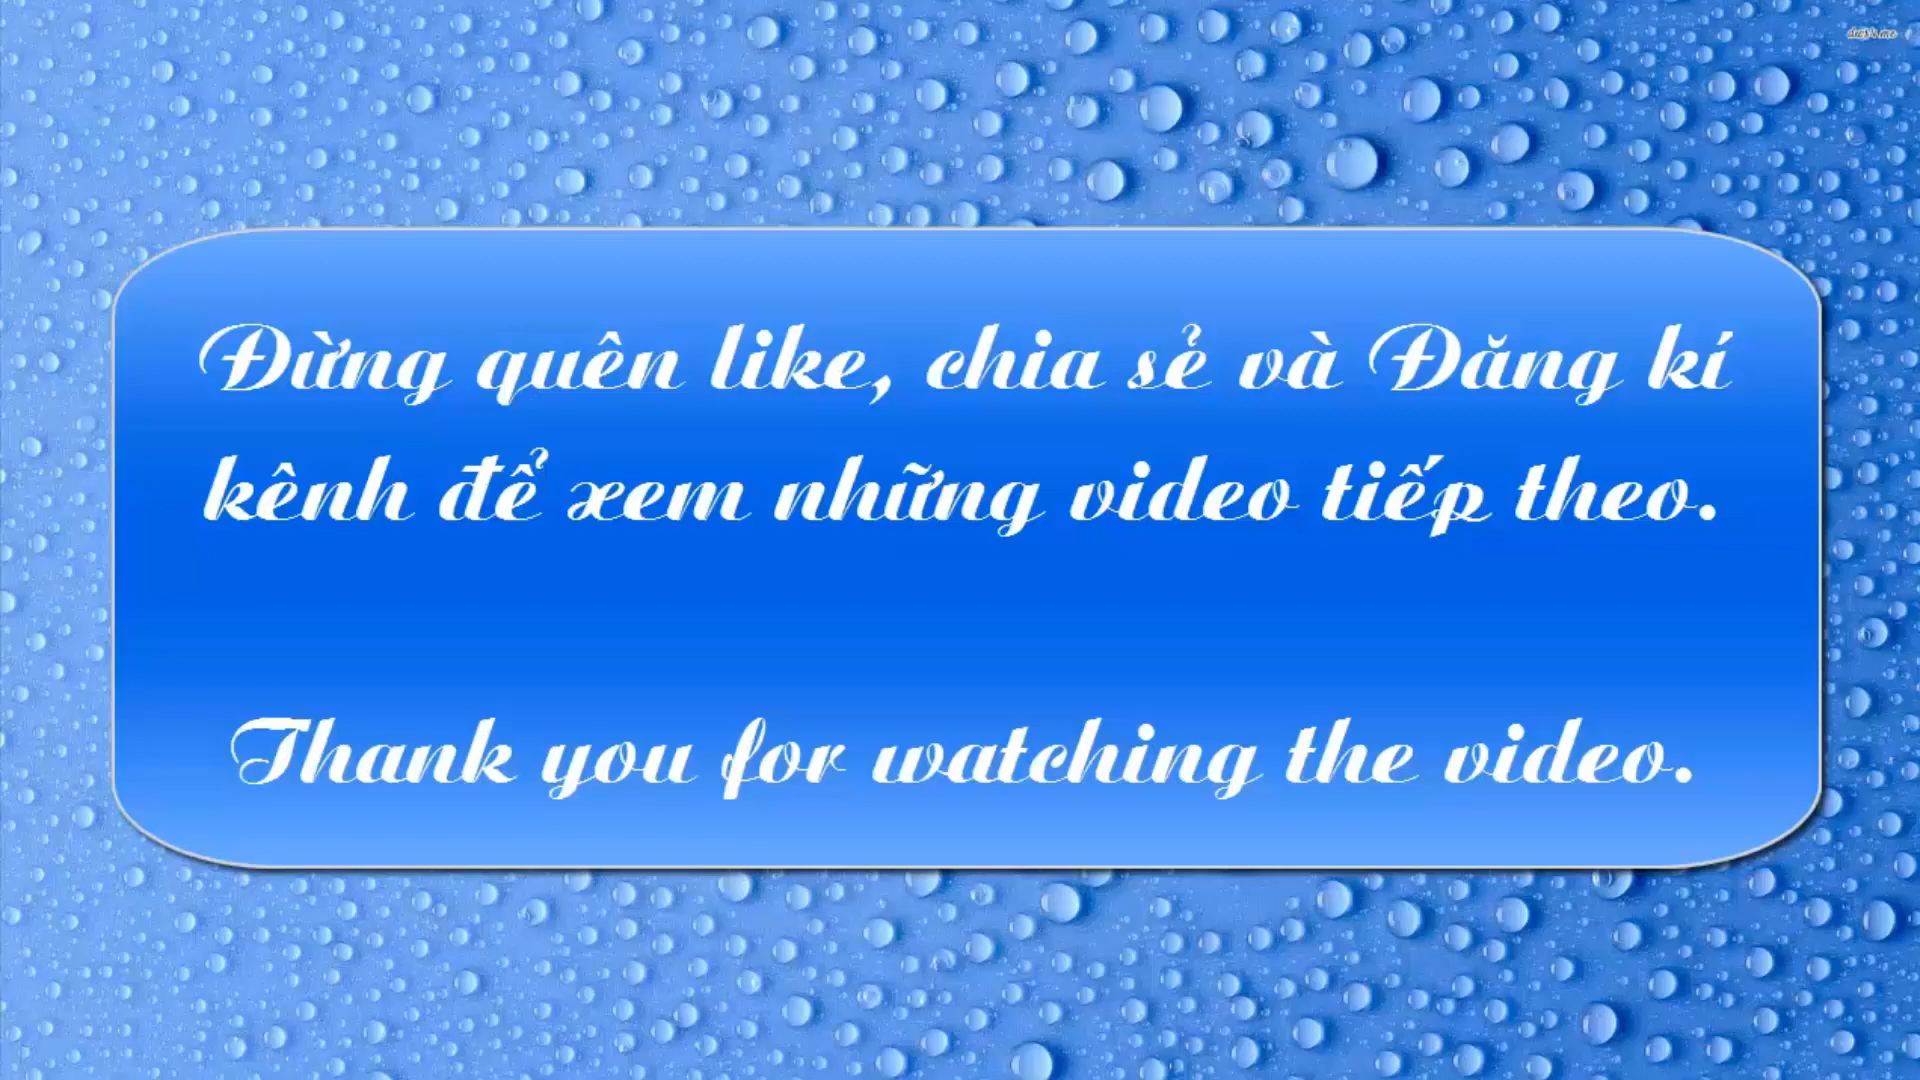 Đừng quên like, chia sẻ và Đăng kí
kênh để xem những video tiếp theo.
Thank you for watching the video.